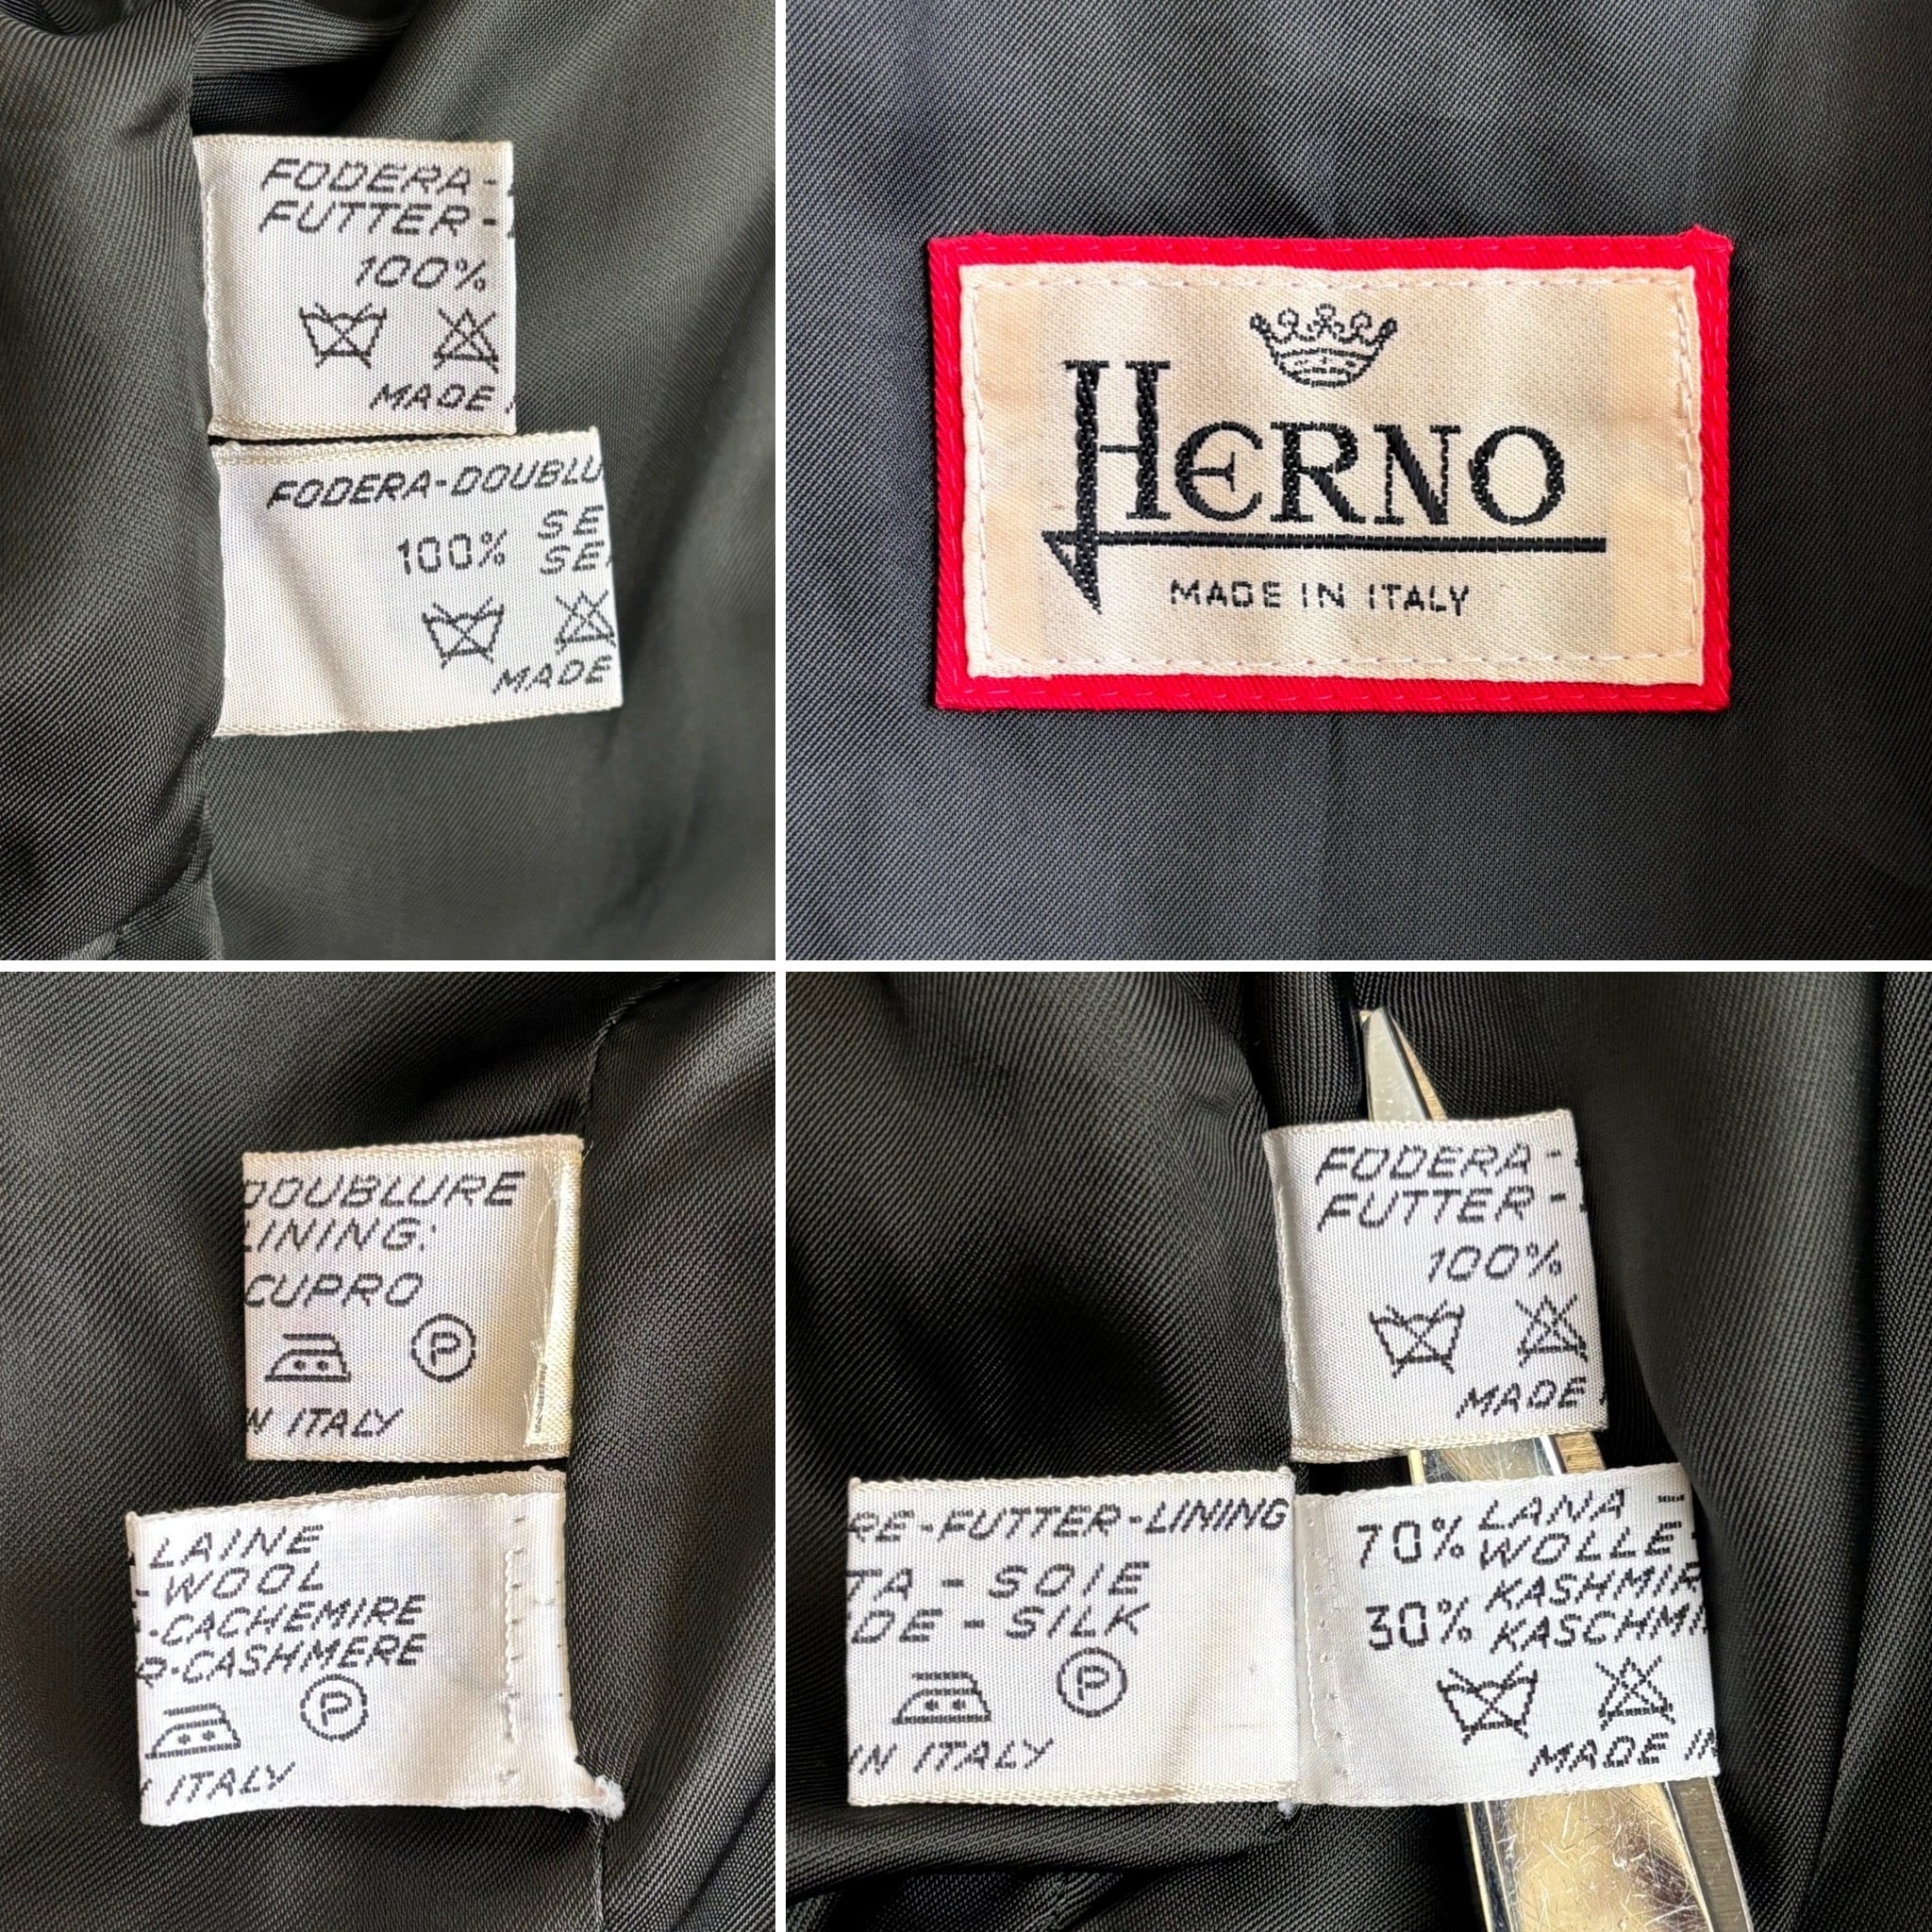 FODERA-
FUTTER-
100%
MADE
FODERA-DOUBLU
100% SE
SE
MADE
HERNO
MADE IN ITALY
DOUBLURE
LINING:
CUPRO
P
N ITALY
LAINE
-WOOL
-CACHEMIRE
R-CASHMERE
P
ITALY
FODERA-
FUTTER-
100%
MADE
RE-FUTTER-LINING
TA-SOIE
DE-SILK
P
IN ITALY
70% LANA
WOLLE-
30% KASHMIR
KASCHMI
MADE IN